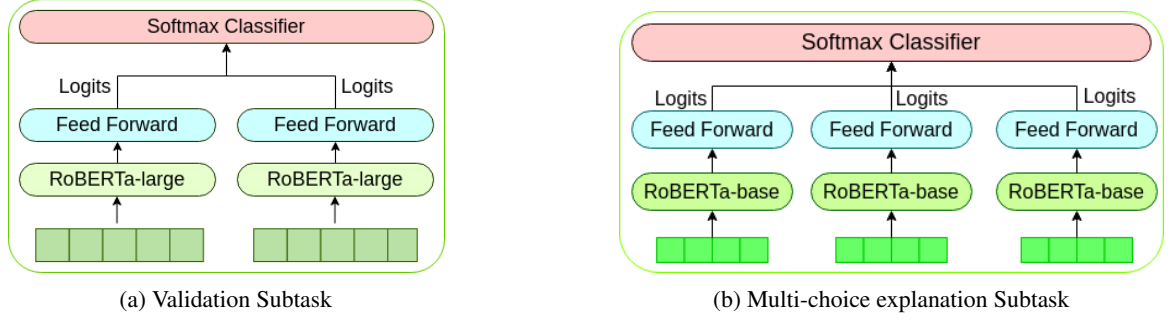 Softmax Classifier
Logits Logits
Feed Forward Feed Forward
RoBERTa-large RoBERTa-large
(a) Validation Subtask
Softmax Classifier
Logits Logits Logits
Feed Forward Feed Forward Feed Forward
RoBERTa-base RoBERTa-base RoBERTa-base
(b) Multi-choice explanation Subtask